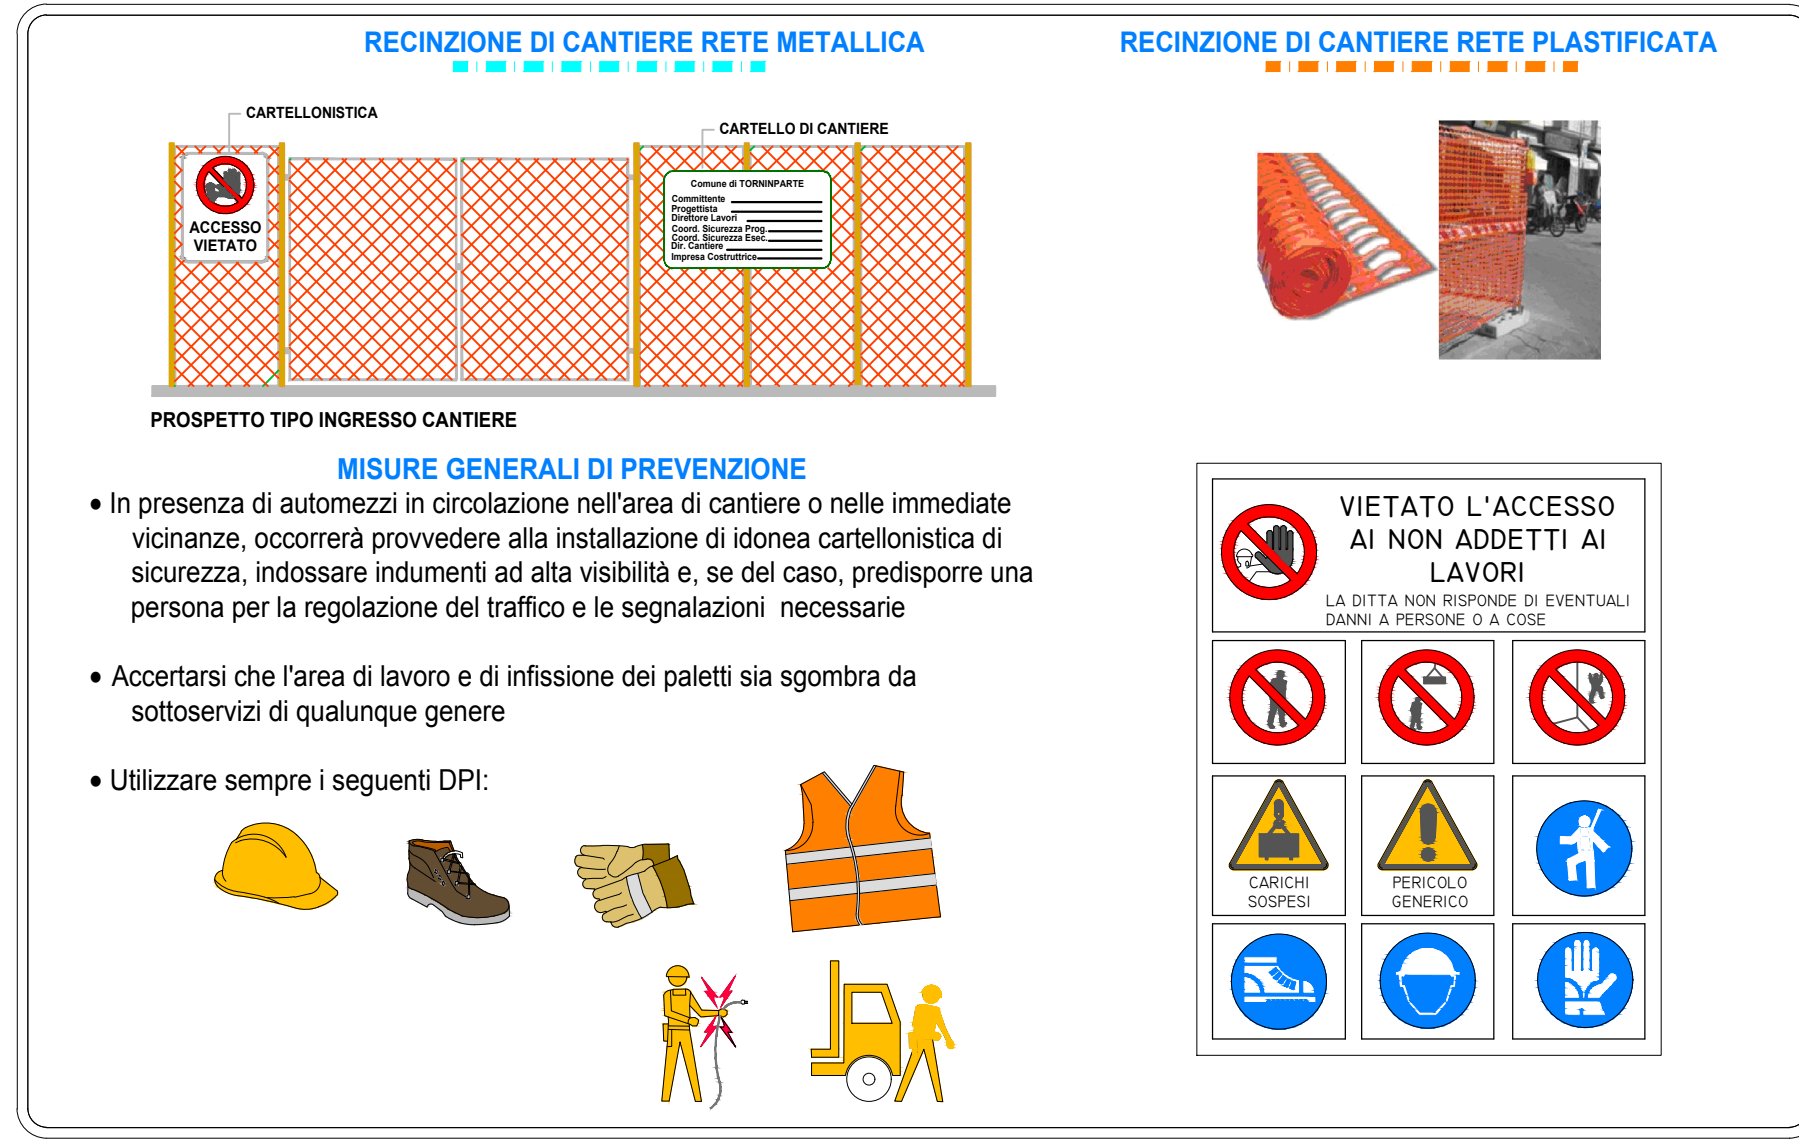 RECINZIONE DI CANTIERE RETE METALLICA
RECINZIONE DI CANTIERE RETE PLASTIFICATA
CARTELLONISTICA
CARTELLO DI CANTIERE
ACCESSO
VIETATO
Comune di TORNINPARTE
Committente
Progettista
Direttore Lavori
Coord. Sicurezza Prog.
Coord. Sicurezza Esec.
Dir. Cantiere
Impresa Costruttrice
PROSPETTO TIPO INGRESSO CANTIERE
MISURE GENERALI DI PREVENZIONE
• In presenza di automezzi in circolazione nell'area di cantiere o nelle immediate
vicinanze, occorrerà provvedere alla installazione di idonea cartellonistica di
sicurezza, indossare indumenti ad alta visibilità e, se del caso, predisporre una
persona per la regolazione del traffico e le segnalazioni necessarie
• Accertarsi che l'area di lavoro e di infissione dei paletti sia sgombra da
sottoservizi di qualunque genere
• Utilizzare sempre i seguenti DPI:
VIETATO L'ACCESSO
AI NON ADDETTI AI
LAVORI
LA DITTA NON RISPONDE DI EVENTUALI
DANNI A PERSONE O A COSE
CARICHI
SOSPESI
PERICOLO
GENERICO